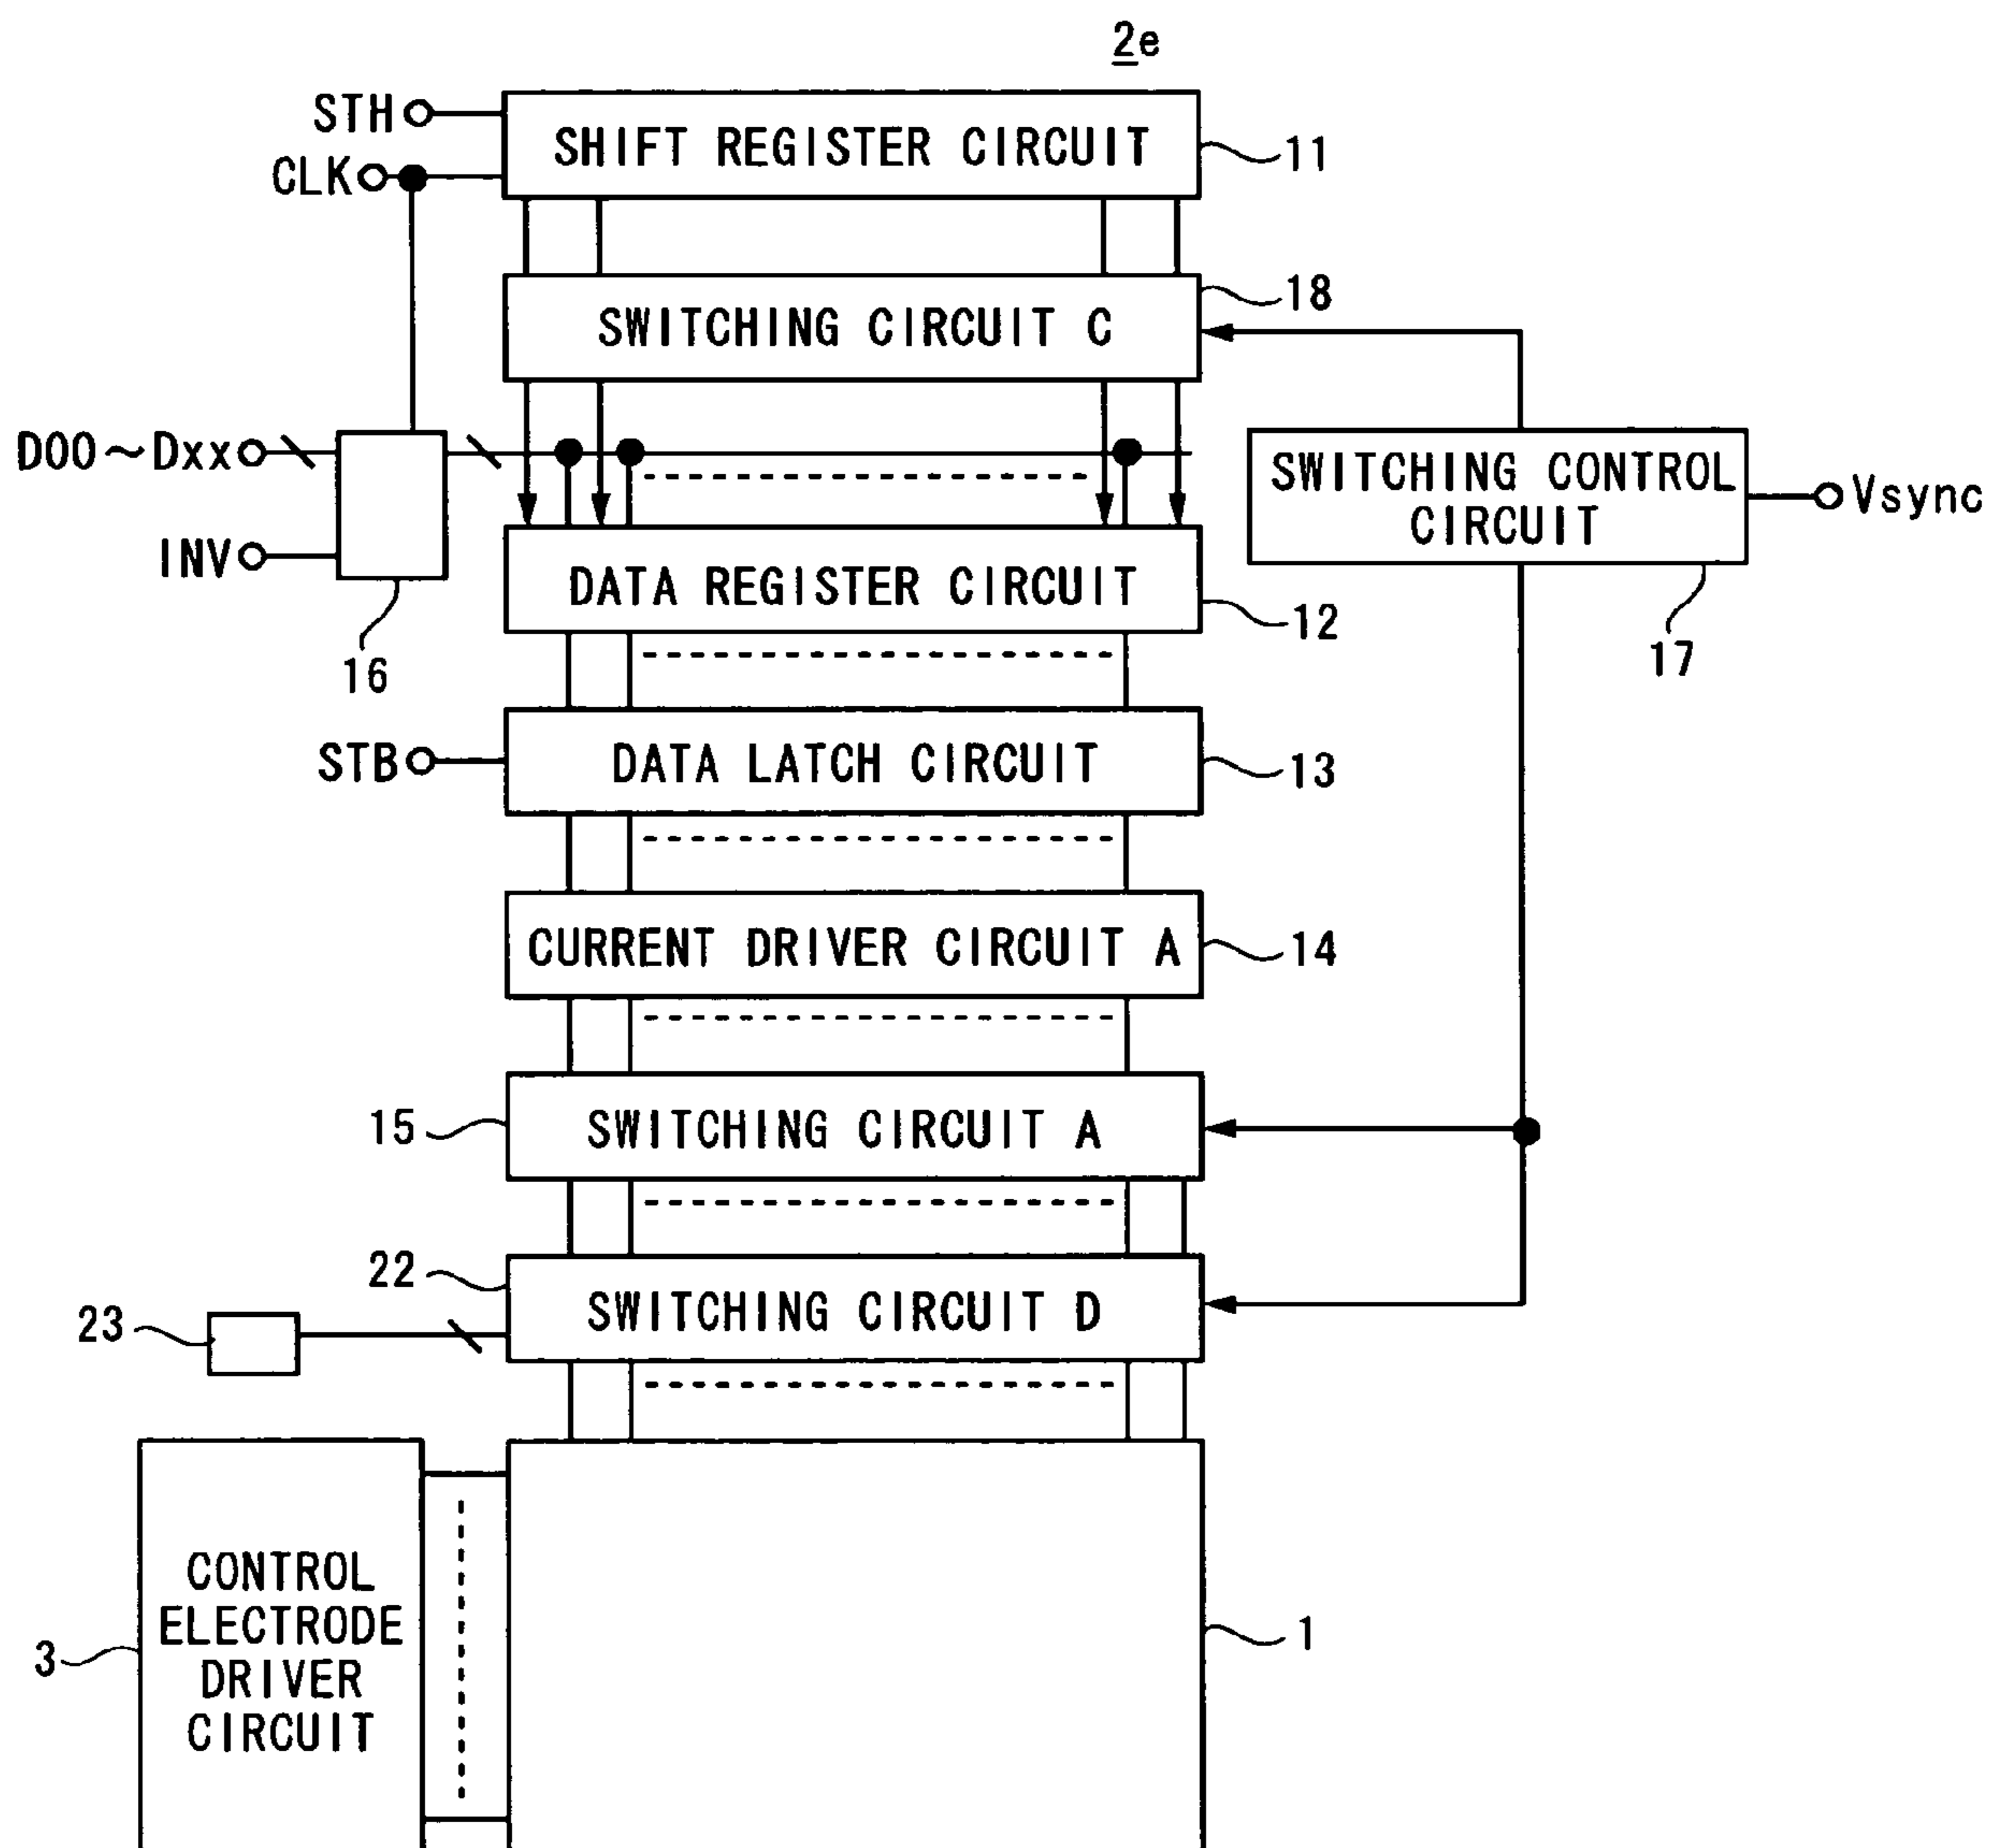 2e
STH
SHIFT REGISTER CIRCUIT
11
CLK
18
SWITCHING CIRCUIT C
D00～Dxx
SWITCHING CONTROL
CIRCUIT
Vsync
INV
DATA REGISTER CIRCUIT
12
16
17
STB
DATA LATCH CIRCUIT
13
CURRENT DRIVER CIRCUIT A
14
15
SWITCHING CIRCUIT A
22
SWITCHING CIRCUIT D
23
CONTROL
ELECTRODE
DRIVER
CIRCUIT
3
1